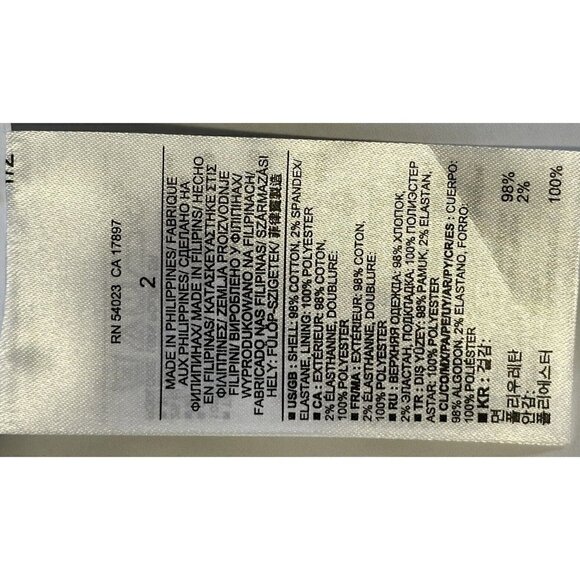 1/2
RN 54023 CA 17897
2
MADE IN PHILIPPINES/ FABRIQUE
AUX PHILIPPINES/ СДЕЛАНО НА
ФИЛИППИНАХ/ FILIPINLER/ HECHO
EN FILIPINAS/ ΚΑΤΑΣΚΕΥΑΣΤΗΚΕ ΣΤΙΣ
ΦΙΛΙΠΠΙΝΕΣ/ ZEMLJA PROIZVODNJE
FILIPINI/ ВИРОБЛЕНО У ФІЛІППІНАХ/
WYPRODUKOWANO NA FILIPINACH/
FABRICADO NAS FILIPINAS/ SZÁRMAZÁSI
HELY: FÜLÖP-SZIGETEK/ 菲律賓製造
■ US/GB : SHELL: 98% COTTON, 2% SPANDEX/
ELASTANE, LINING: 100% POLYESTER
■ CA : EXTÉRIEUR: 98% COTON,
2% ÉLASTHANNE, DOUBLURE:
100% POLYESTER
■ FR/MA : EXTÉRIEUR: 98% COTON,
2% ÉLASTHANNE, DOUBLURE:
100% POLYESTER
■ RU : ВЕРХНЯЯ ОДЕЖДА: 98% ХЛОПОК,
2% ЭЛАСТАН, ПОДКЛАДКА: 100% ПОЛИЭСТЕР
■ TR : DIŞ YÜZEY: 98% PAMUK, 2% ELASTAN,
ASTAR: 100% POLYESTER
■ CL/CO/MX/PA/PE/UY/AR/PY/CR/ES : CUERPO:
98% ALGODON, 2% ELASTANO, FORRO:
100% POLIÉSTER
■ KR : 겉감:
면 98%
폴리우레탄 2%
안감:
폴리에스터 100%